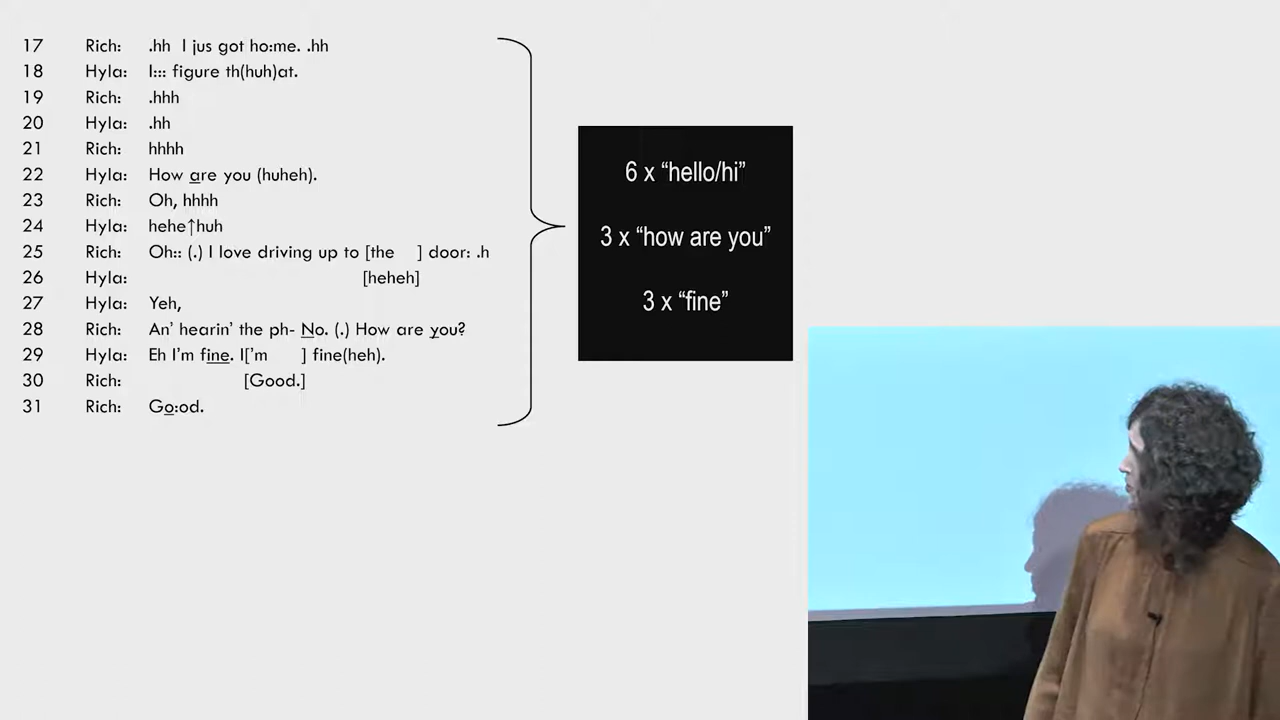 17 Rich: .hh I jus got ho:me. .hh
18 Hyla: I::: figure th(huh)at.
19 Rich: .hhh
20 Hyla: .hh
21 Rich: hhhh
22 Hyla: How are you (huheh).
23 Rich: Oh, hhhh
24 Hyla: hehe↑huh
25 Rich: Oh:: (.) I love driving up to [the ] door: .h
26 Hyla: [heheh]
27 Hyla: Yeh,
28 Rich: An' hearin' the ph- No. (.) How are you?
29 Hyla: Eh I'm fine. I['m ] fine(heh).
30 Rich: [Good.]
31 Rich: Go:od.
6 x “hello/hi”
3 x “how are you”
3 x “fine”